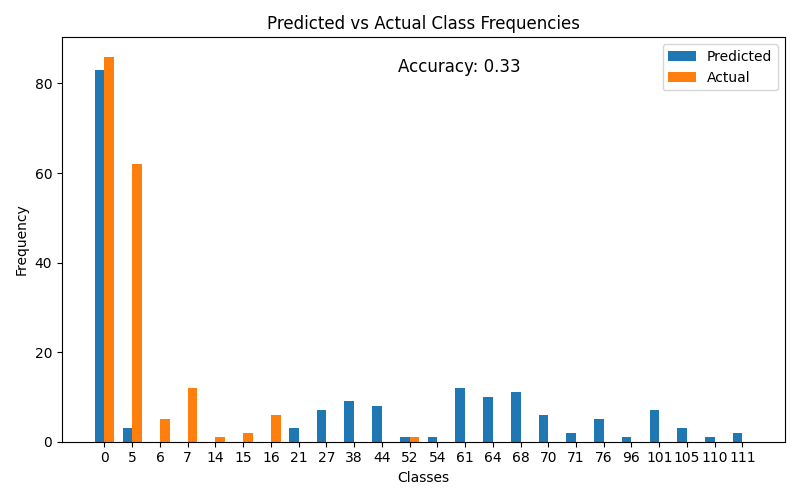 Predicted vs Actual Class Frequencies
Accuracy: 0.33
Predicted
Actual
Frequency
80
60
40
20
0
0 5 6 7 14 15 16 21 27 38 44 52 54 61 64 68 70 71 76 96 101 105 110 111
Classes